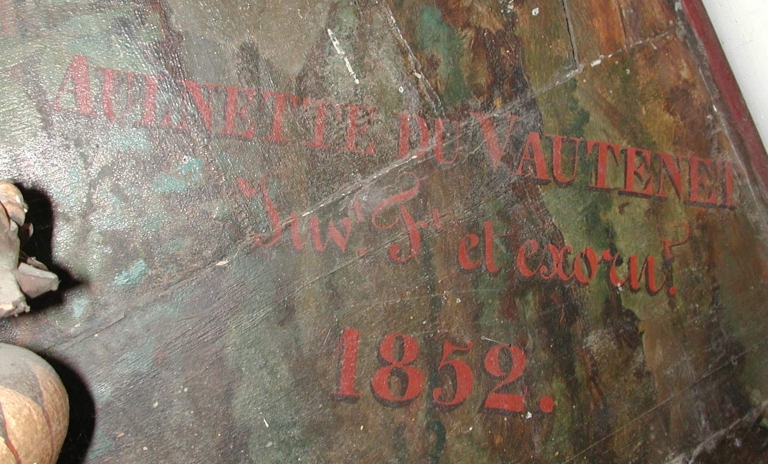 AULNETTE DU VAUTENET
Inv.t F.t et exorn.t
1852.